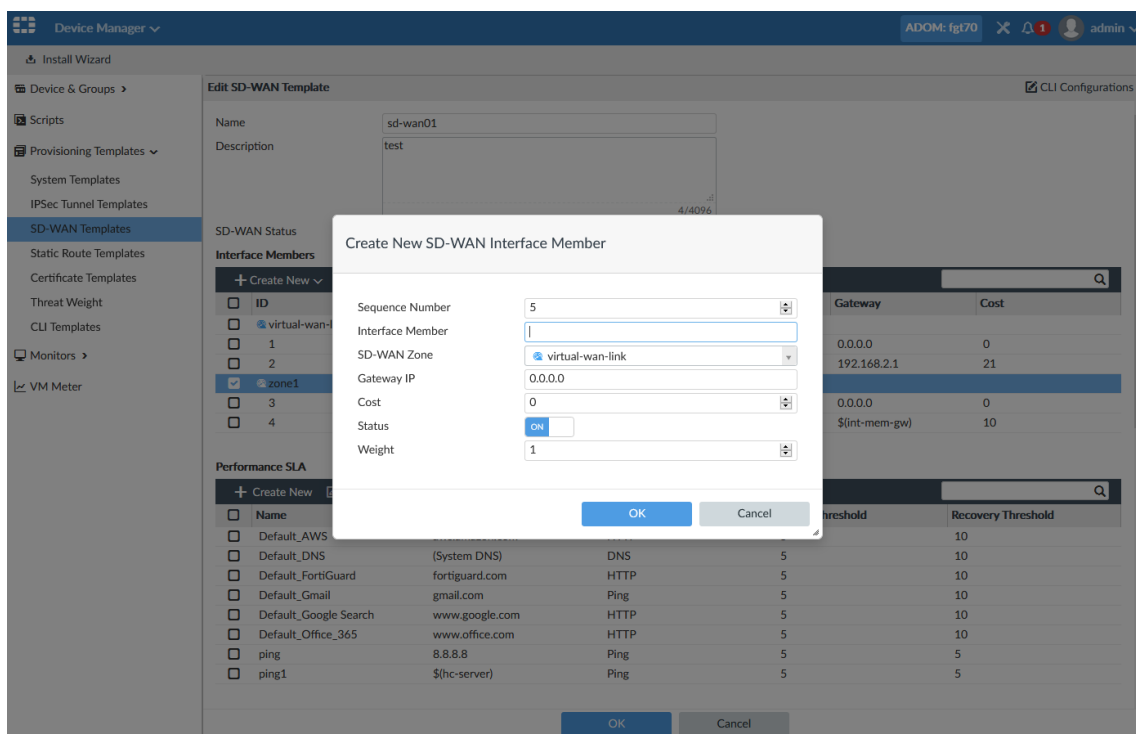 Device Manager
ADOM: fgt70
1
admin
Install Wizard
Device & Groups
Scripts
Provisioning Templates
System Templates
IPSec Tunnel Templates
SD-WAN Templates
Static Route Templates
Certificate Templates
Threat Weight
CLI Templates
Monitors
VM Meter
Edit SD-WAN Template
CLI Configurations
Name sd-wan01
Description test
4/4096
SD-WAN Status
Interface Members
Create New
ID Gateway Cost
virtual-wan-l
1 0.0.0.0 0
2 192.168.2.1 21
zone1
3 0.0.0.0 0
4 $(int-mem-gw) 10
Create New SD-WAN Interface Member
Sequence Number 5
Interface Member
SD-WAN Zone virtual-wan-link
Gateway IP 0.0.0.0
Cost 0
Status ON
Weight 1
OK Cancel
Performance SLA
Create New
Name hreshold Recovery Threshold
Default_AWS 10
Default_DNS (System DNS) DNS 5 10
Default_FortiGuard fortiguard.com HTTP 5 10
Default_Gmail gmail.com Ping 5 10
Default_Google Search www.google.com HTTP 5 10
Default_Office_365 www.office.com HTTP 5 10
ping 8.8.8.8 Ping 5 5
ping1 $(hc-server) Ping 5 5
OK Cancel